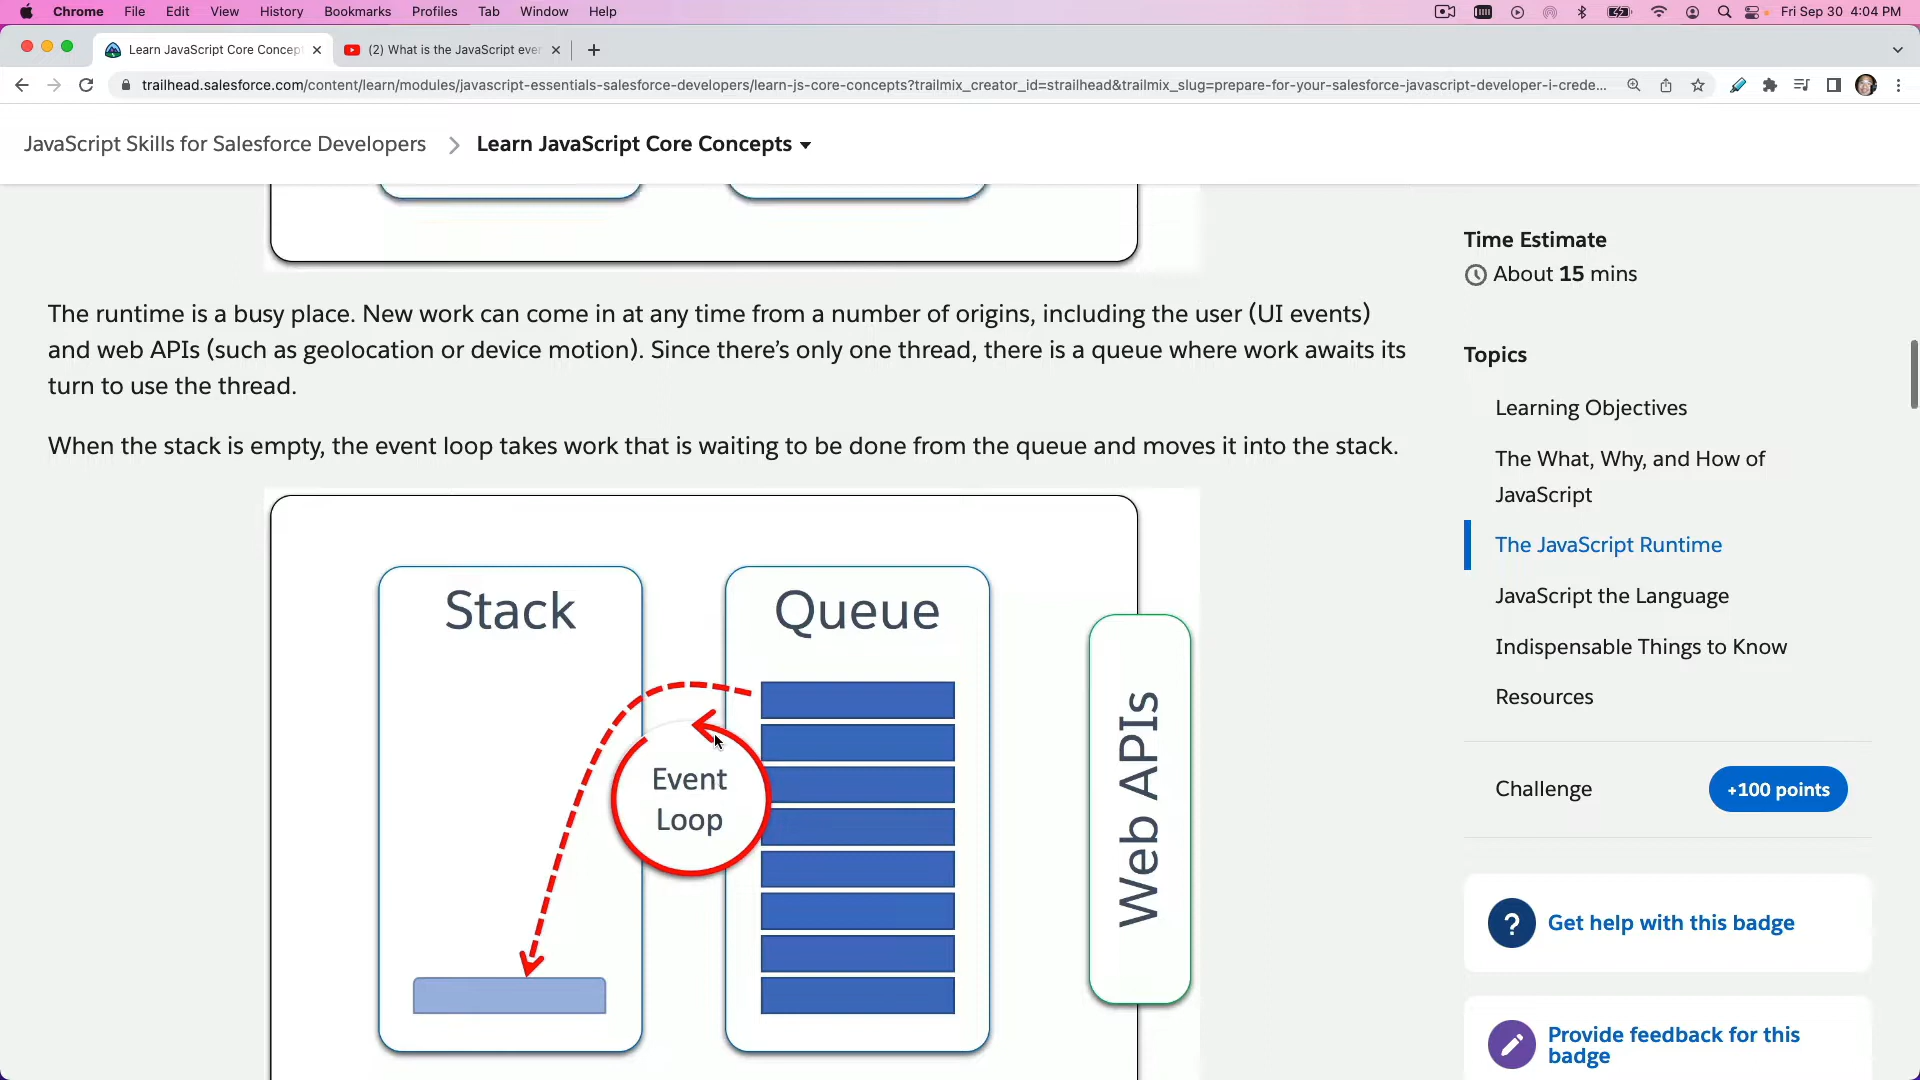 Chrome File Edit View History Bookmarks Profiles Tab Window Help Fri Sep 30 4:04 PM
Learn JavaScript Core Concep (2) What is the JavaScript eve
trailhead.salesforce.com/content/learn/modules/javascript-essentials-salesforce-developers/learn-js-core-concepts?trailmix_creator_id=strailhead&trailmix_slug=prepare-for-your-salesforce-javascript-developer-i-crede...
JavaScript Skills for Salesforce Developers Learn JavaScript Core Concepts
The runtime is a busy place. New work can come in at any time from a number of origins, including the user (UI events)
and web APIs (such as geolocation or device motion). Since there’s only one thread, there is a queue where work awaits its
turn to use the thread.
When the stack is empty, the event loop takes work that is waiting to be done from the queue and moves it into the stack.
Stack
Queue
Event
Loop
Web APIs
Time Estimate
About 15 mins
Topics
Learning Objectives
The What, Why, and How of
JavaScript
The JavaScript Runtime
JavaScript the Language
Indispensable Things to Know
Resources
Challenge +100 points
? Get help with this badge
Provide feedback for this
badge